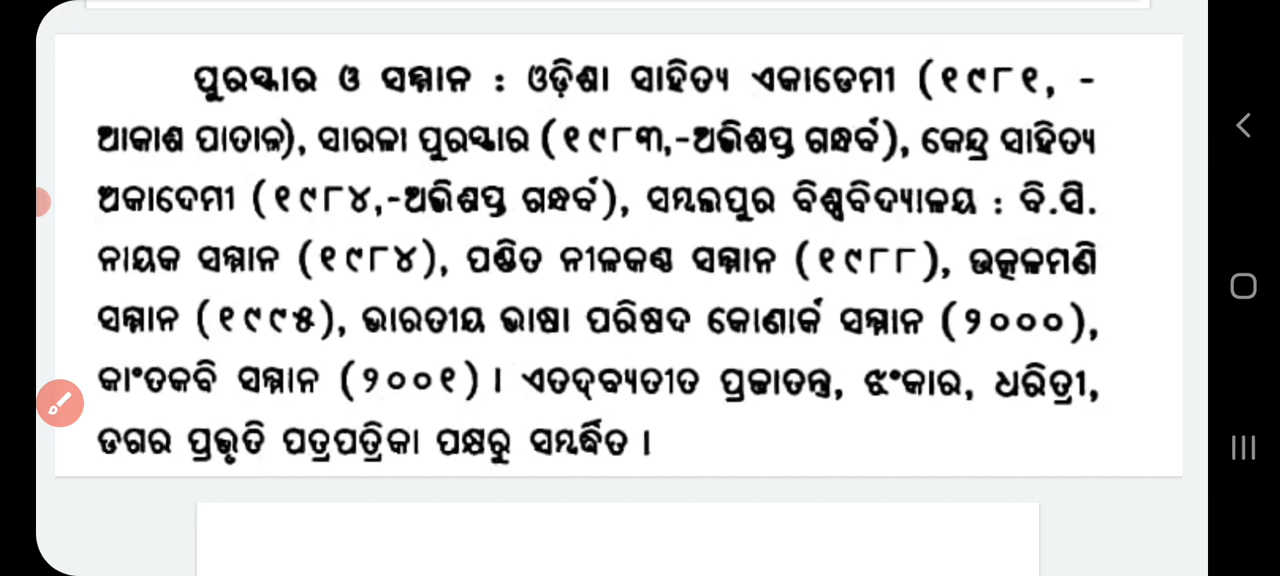 ପୁରସ୍କାର ଓ ସମ୍ମାନ : ଓଡ଼ିଶା ସାହିତ୍ୟ ଏକାଡେମୀ (୧୯୮୧, -
ଆକାଶ ପାତାଳ), ସାରଳା ପୁରସ୍କାର (୧୯୮୩,-ଅଭିଶପ୍ତ ଗନ୍ଧର୍ବ), କେନ୍ଦ୍ର ସାହିତ୍ୟ
ଅକାଦେମୀ (୧୯୮୪,-ଅଭିଶପ୍ତ ଗନ୍ଧର୍ବ), ସମ୍ବଲପୁର ବିଶ୍ୱବିଦ୍ୟାଳୟ : ବି.ସି.
ନାୟକ ସମ୍ମାନ (୧୯୮୪), ପଣ୍ଡିତ ନୀଳକଣ୍ଠ ସମ୍ମାନ (୧୯୮୮), ଉତ୍କଳମଣି
ସମ୍ମାନ (୧୯୯୫), ଭାରତୀୟ ଭାଷା ପରିଷଦ କୋଣାର୍କ ସମ୍ମାନ (୨୦୦୦),
କାଂତକବି ସମ୍ମାନ (୨୦୦୧) । ଏତଦ୍‌ବ୍ୟତୀତ ପ୍ରଜାତନ୍ତ୍ର, ଝଂକାର, ଧରିତ୍ରୀ,
ଡଗର ପ୍ରଭୃତି ପତ୍ରପତ୍ରିକା ପକ୍ଷରୁ ସମ୍ବର୍ଦ୍ଧିତ ।